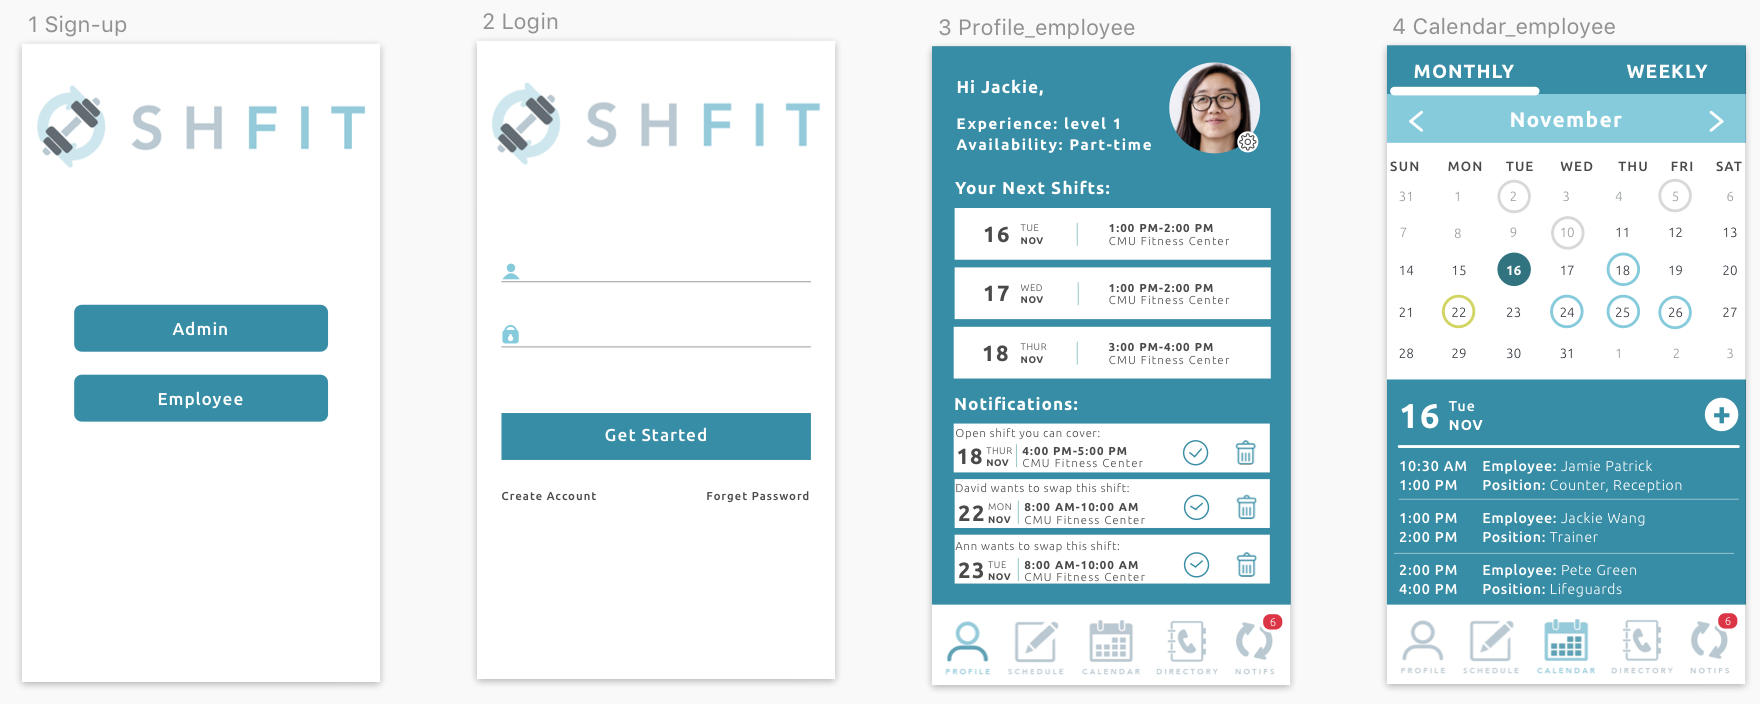 1 Sign-up
SHFIT
Admin
Employee
2 Login
SHFIT
Get Started
Create Account Forget Password
3 Profile_employee
Hi Jackie,
Experience: level 1
Availability: Part-time
Your Next Shifts:
16 TUE NOV 1:00 PM-2:00 PM
CMU Fitness Center
17 WED NOV 1:00 PM-2:00 PM
CMU Fitness Center
18 THUR NOV 3:00 PM-4:00 PM
CMU Fitness Center
Notifications:
Open shift you can cover:
18 THUR NOV 4:00 PM-5:00 PM
CMU Fitness Center
David wants to swap this shift:
22 MON NOV 8:00 AM-10:00 AM
CMU Fitness Center
Ann wants to swap this shift:
23 TUE NOV 8:00 AM-10:00 AM
CMU Fitness Center
6
PROFILE SCHEDULE CALENDAR DIRECTORY NOTIFS
4 Calendar_employee
MONTHLY WEEKLY
November
SUN MON TUE WED THU FRI SAT
31 1 2 3 4 5 6
7 8 9 10 11 12 13
14 15 16 17 18 19 20
21 22 23 24 25 26 27
28 29 30 31 1 2 3
16 Tue
NOV
10:30 AM Employee: Jamie Patrick
1:00 PM Position: Counter, Reception
1:00 PM Employee: Jackie Wang
2:00 PM Position: Trainer
2:00 PM Employee: Pete Green
4:00 PM Position: Lifeguards
6
PROFILE SCHEDULE CALENDAR DIRECTORY NOTIFS